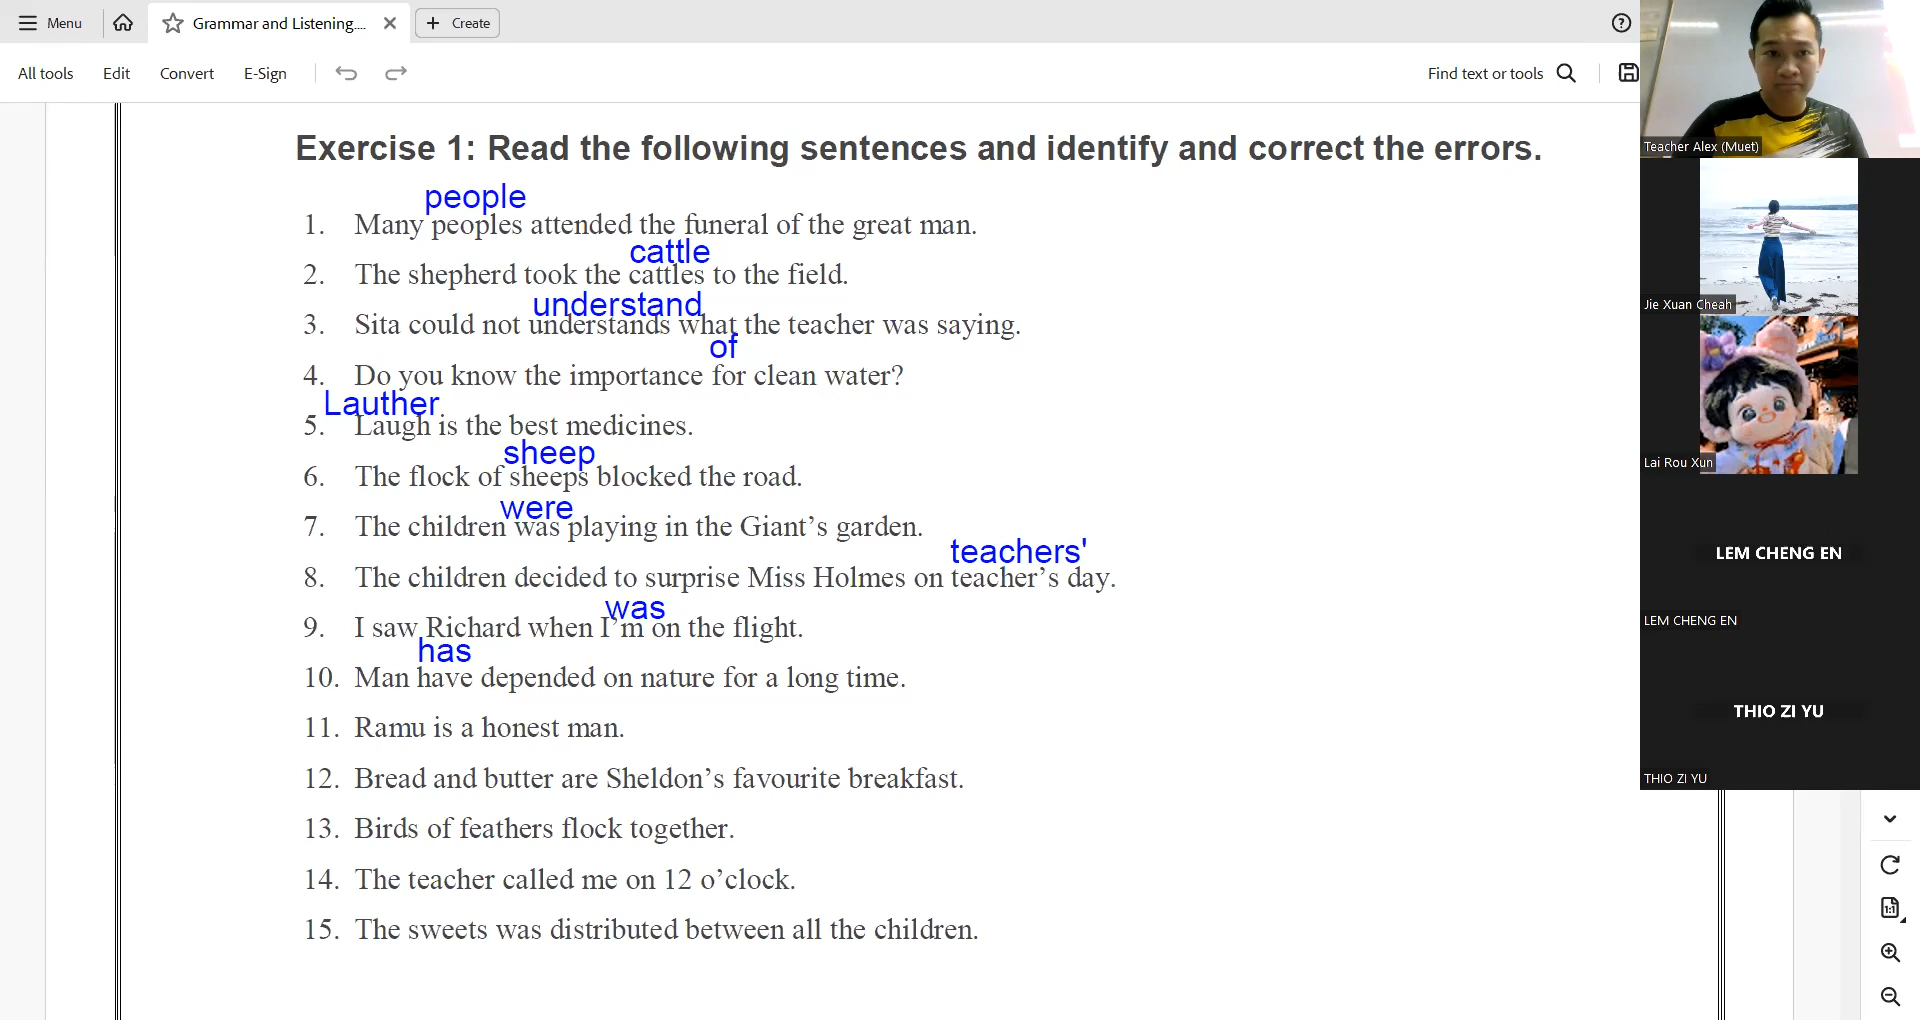 Menu
Grammar and Listening....
Create
All tools
Edit
Convert
E-Sign
Find text or tools
Exercise 1: Read the following sentences and identify and correct the errors.
people
1. Many peoples attended the funeral of the great man.
cattle
2. The shepherd took the cattles to the field.
understand
3. Sita could not understands what the teacher was saying.
of
4. Do you know the importance for clean water?
Lauther
5. Laugh is the best medicines.
sheep
6. The flock of sheeps blocked the road.
were
7. The children was playing in the Giant’s garden.
teachers'
8. The children decided to surprise Miss Holmes on teacher’s day.
was
9. I saw Richard when I’m on the flight.
has
10. Man have depended on nature for a long time.
11. Ramu is a honest man.
12. Bread and butter are Sheldon’s favourite breakfast.
13. Birds of feathers flock together.
14. The teacher called me on 12 o’clock.
15. The sweets was distributed between all the children.
Teacher Alex (Muet)
Jie Xuan Cheah
Lai Rou Xun
LEM CHENG EN
LEM CHENG EN
THIO ZI YU
THIO ZI YU
1:1